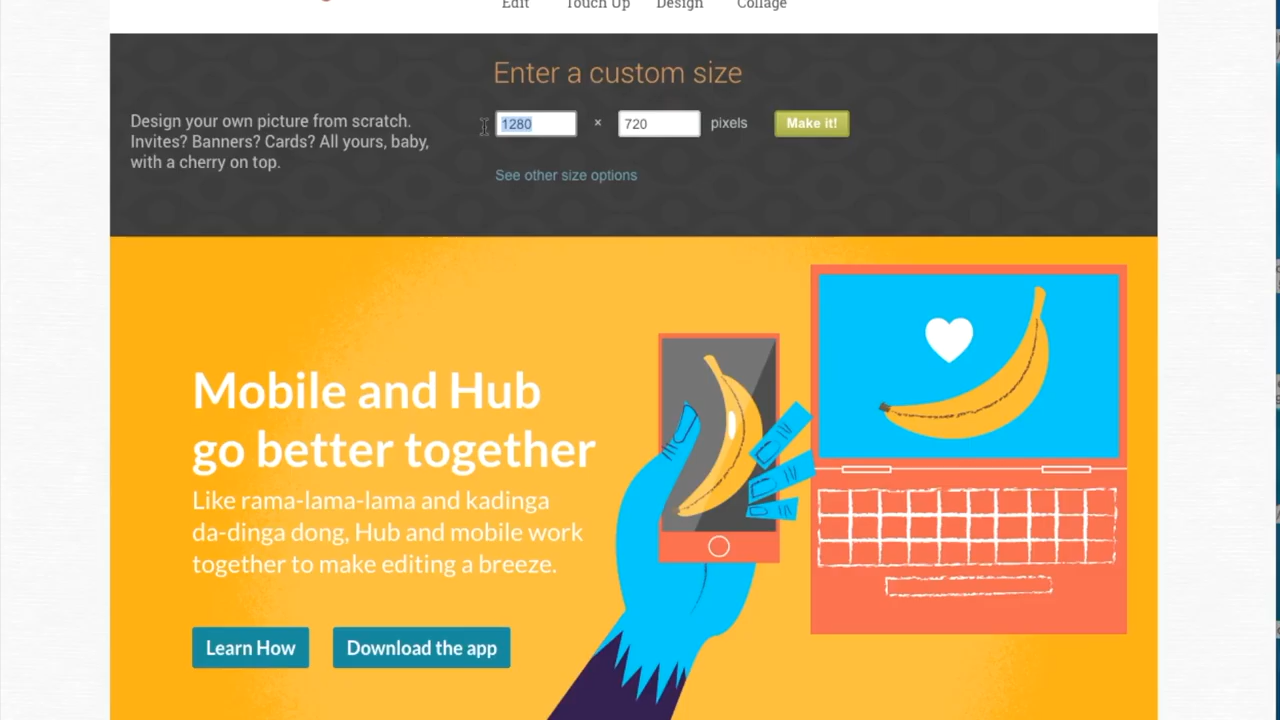 Edit Touch Up Design Collage
Enter a custom size
Design your own picture from scratch.
Invites? Banners? Cards? All yours, baby,
with a cherry on top.
1280 × 720 pixels Make it!
See other size options
Mobile and Hub
go better together
Like rama-lama-lama and kadinga
da-dinga dong, Hub and mobile work
together to make editing a breeze.
Learn How Download the app